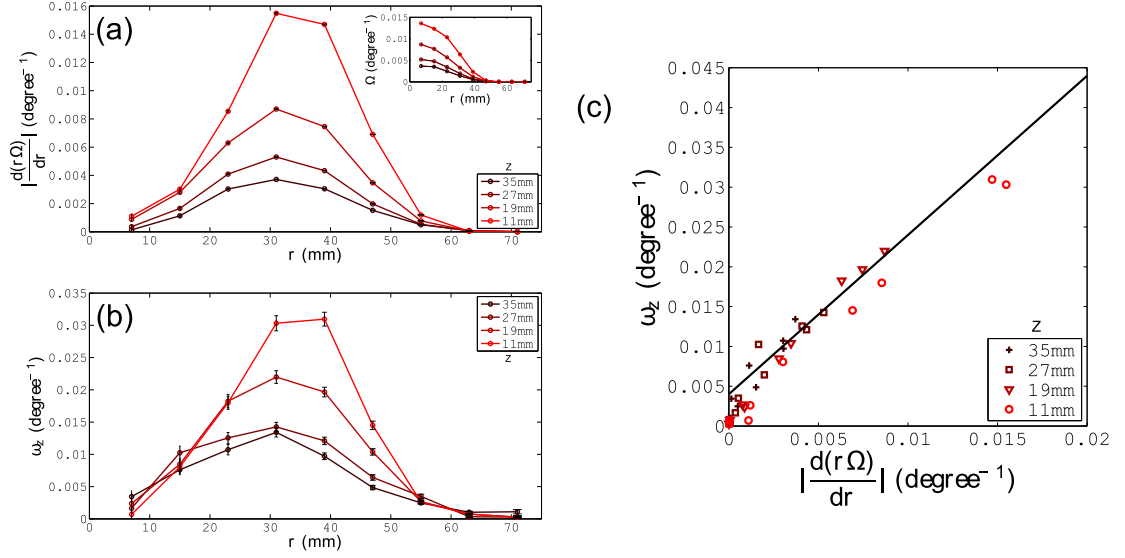 (a)
0.016
0.014
0.012
0.01
0.008
0.006
0.004
0.002
0
0 10 20 30 40 50 60 70
r (mm)
|d(rΩ)/dr| (degree⁻¹)
0.015
0.01
0.005
0
0 20 40 60
r (mm)
Ω (degree⁻¹)
z
35mm
27mm
19mm
11mm
(b)
0.035
0.03
0.025
0.02
0.015
0.01
0.005
0
0 10 20 30 40 50 60 70
r (mm)
ω_z (degree⁻¹)
35mm
27mm
19mm
11mm
z
(c)
0.045
0.04
0.035
0.03
0.025
0.02
0.015
0.01
0.005
0.000
0 0.005 0.01 0.015 0.02
|d(rΩ)/dr| (degree⁻¹)
ω_z (degree⁻¹)
z
35mm
27mm
19mm
11mm